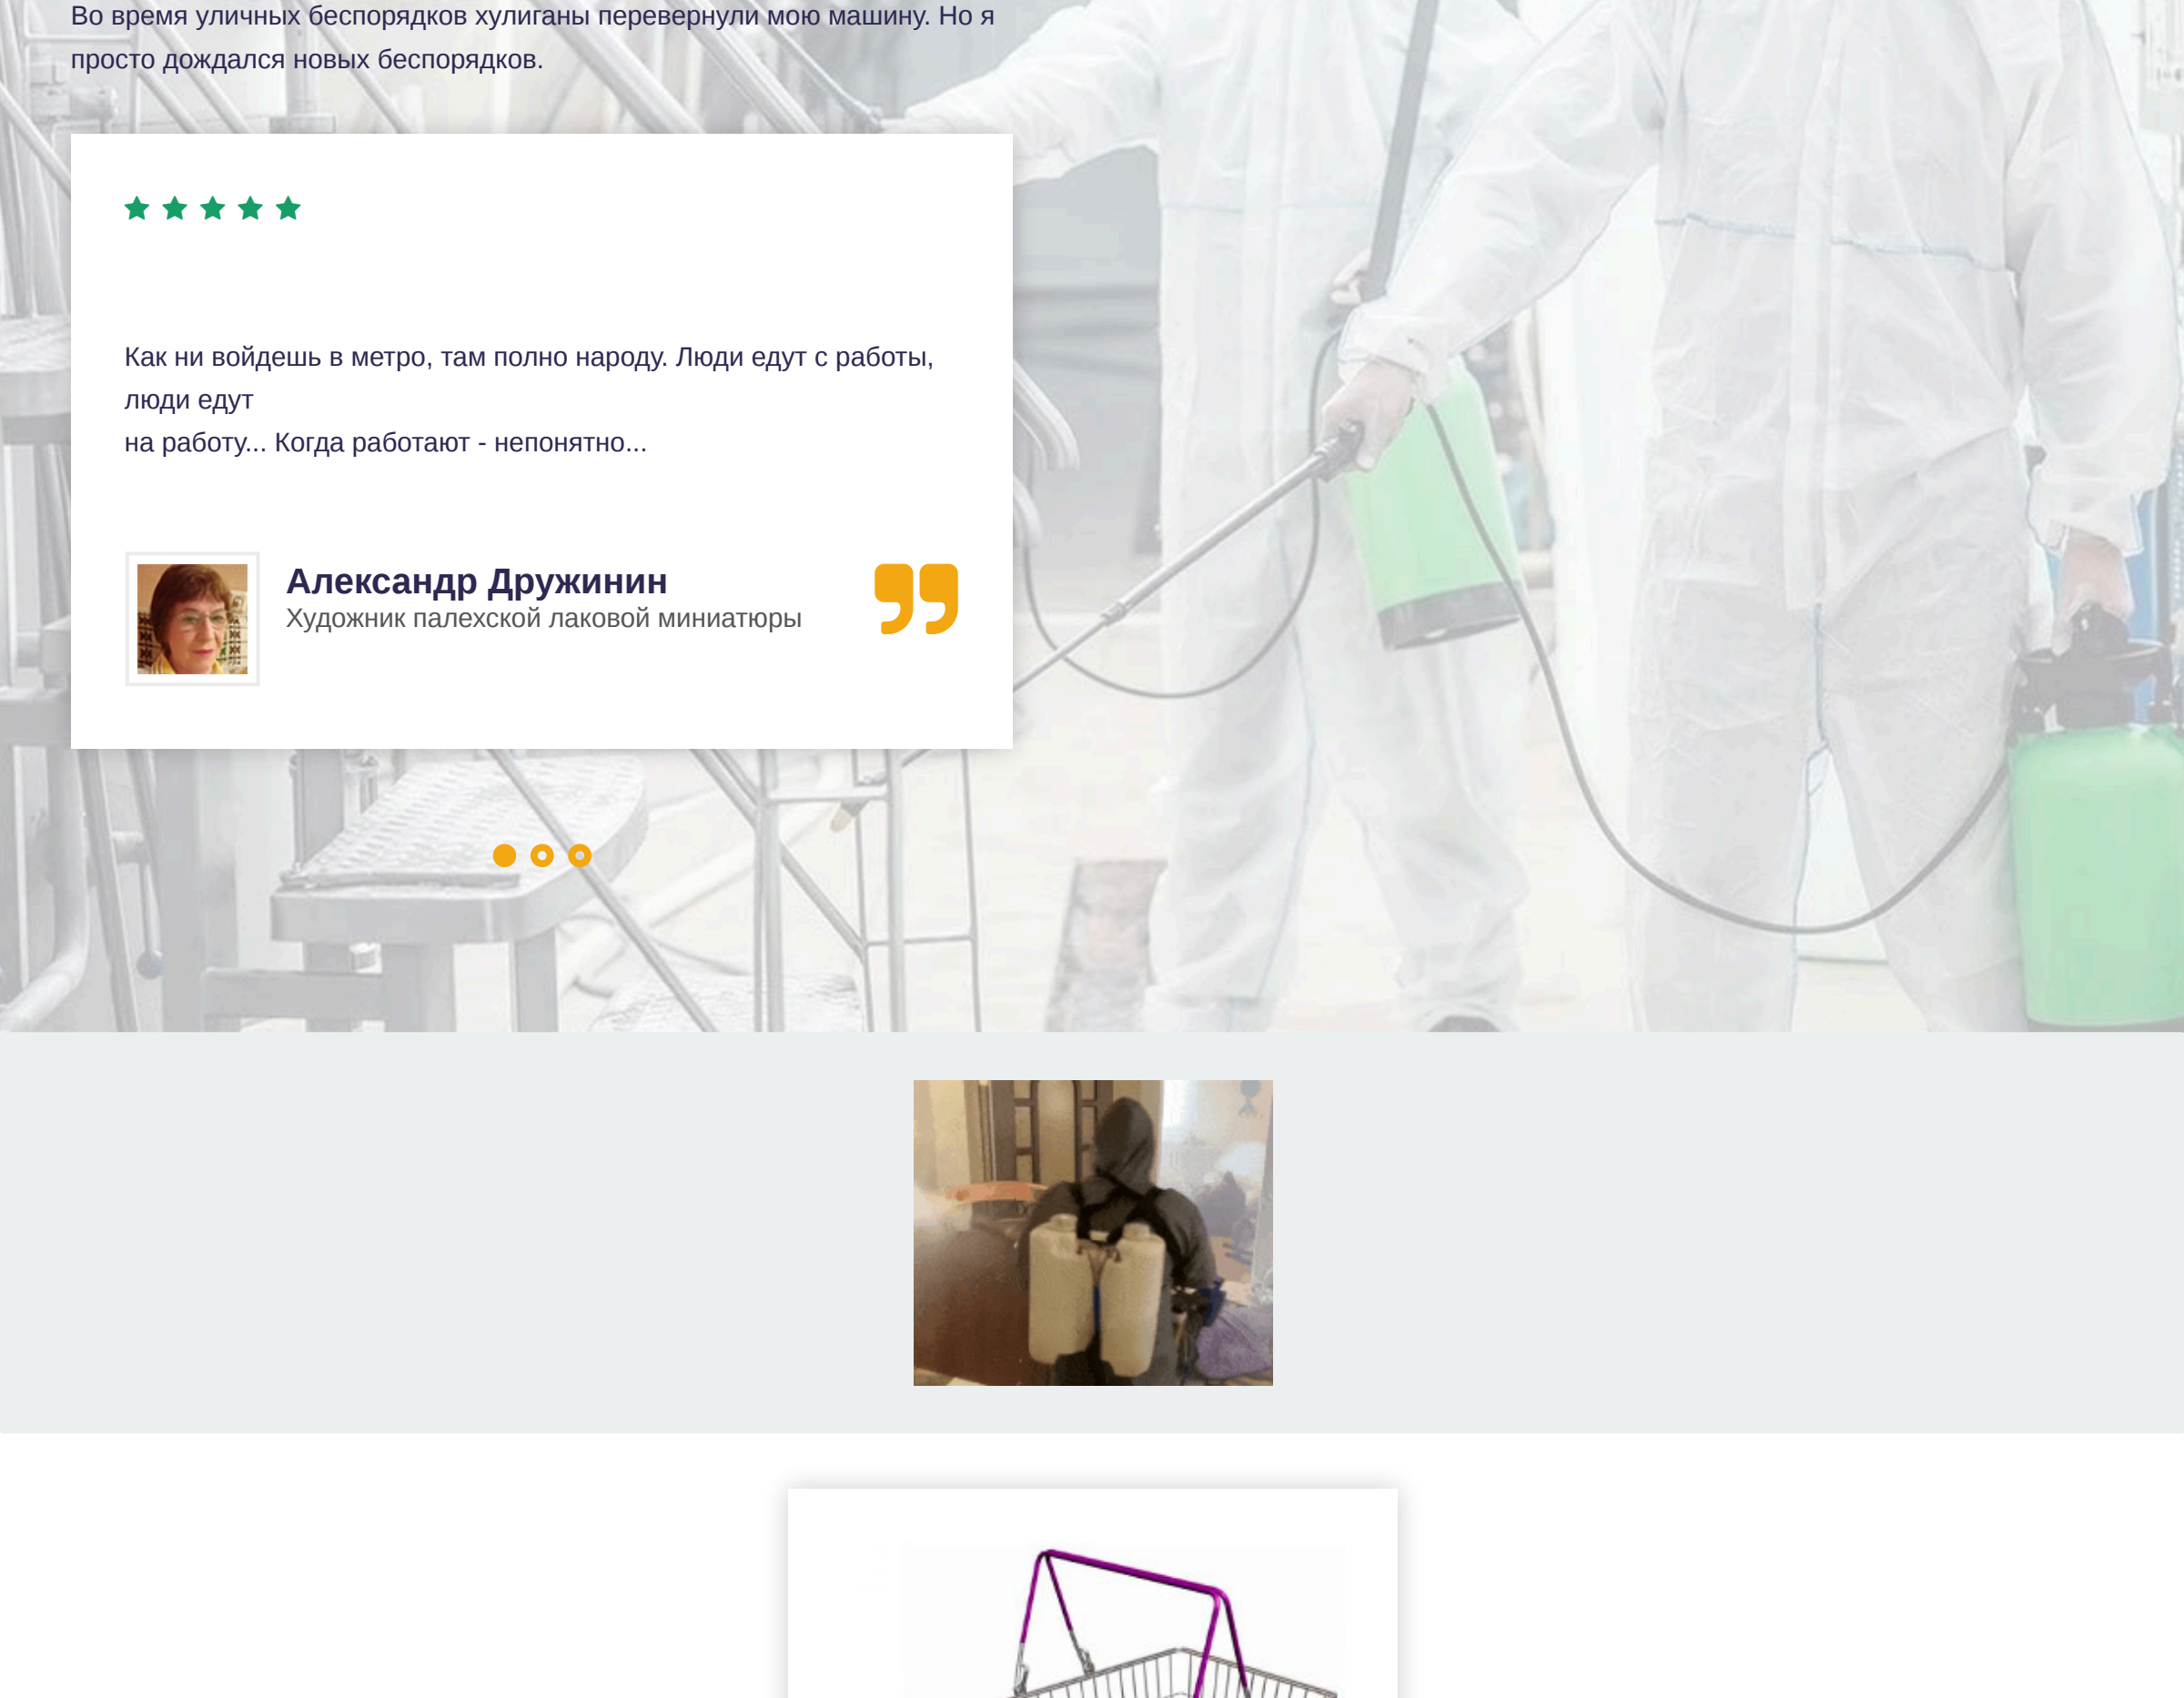 Во время уличных беспорядков хулиганы перевернули мою машину. Но я
просто дождался новых беспорядков.
Как ни войдешь в метро, там полно народу. Люди едут с работы,
люди едут
на работу... Когда работают - непонятно...
Александр Дружинин
Художник палехской лаковой миниатюры